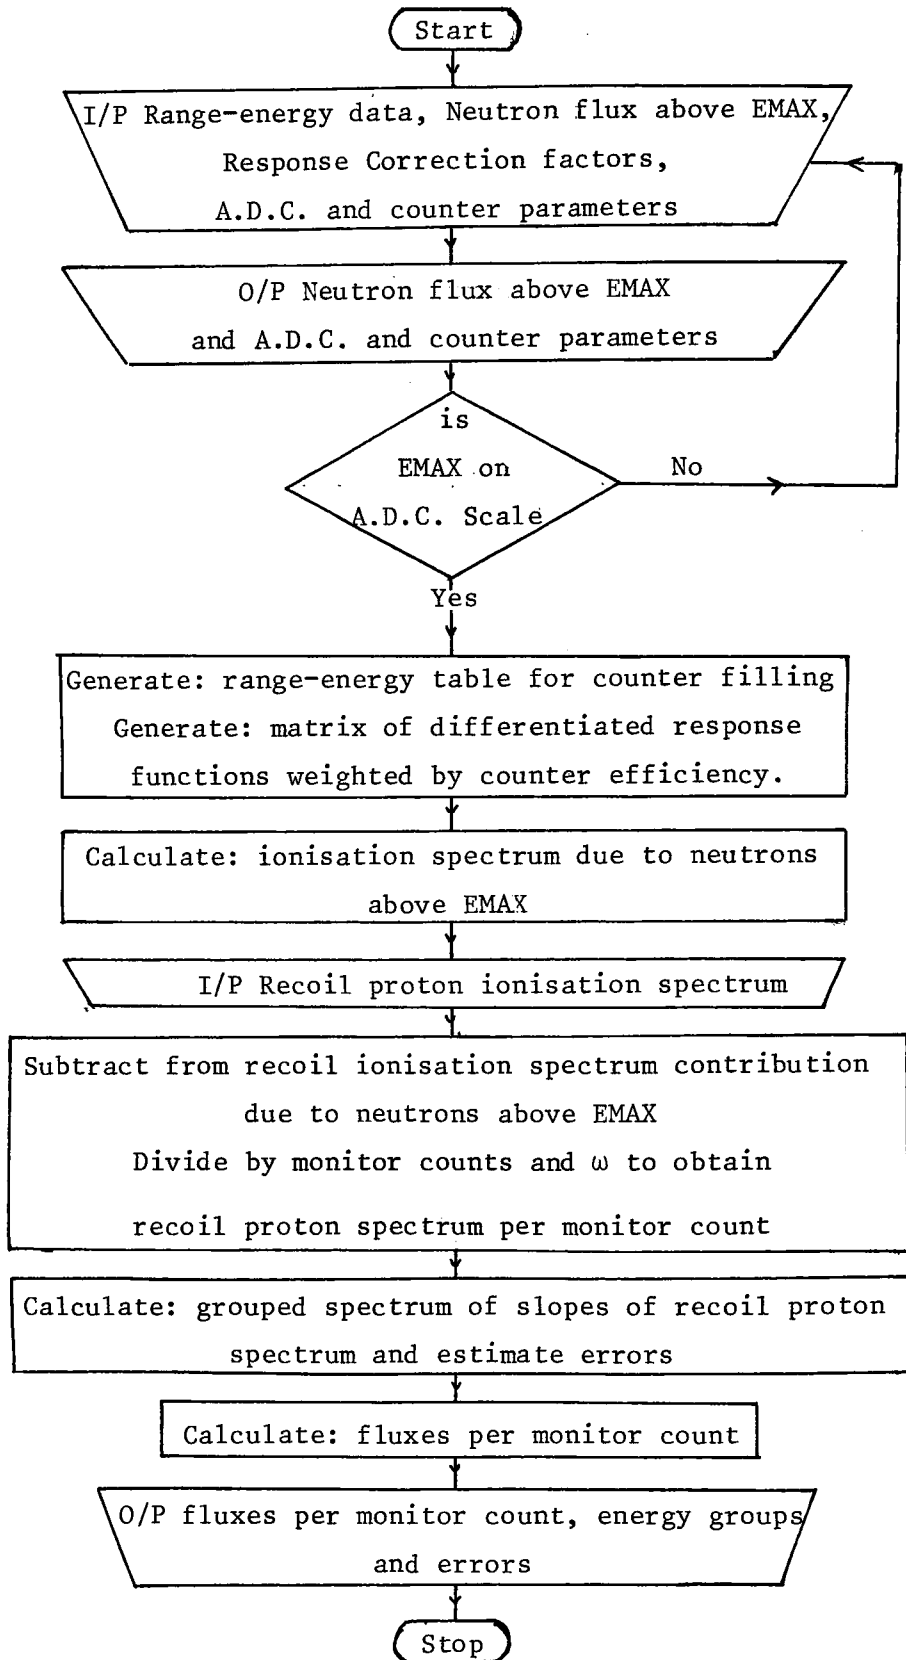 Start
I/P Range-energy data, Neutron flux above EMAX,
Response Correction factors,
A.D.C. and counter parameters
O/P Neutron flux above EMAX
and A.D.C. and counter parameters
is
EMAX on
A.D.C. Scale
No
Yes
Generate: range-energy table for counter filling
Generate: matrix of differentiated response
functions weighted by counter efficiency.
Calculate: ionisation spectrum due to neutrons
above EMAX
I/P Recoil proton ionisation spectrum
Subtract from recoil ionisation spectrum contribution
due to neutrons above EMAX
Divide by monitor counts and ω to obtain
recoil proton spectrum per monitor count
Calculate: grouped spectrum of slopes of recoil proton
spectrum and estimate errors
Calculate: fluxes per monitor count
O/P fluxes per monitor count, energy groups
and errors
Stop